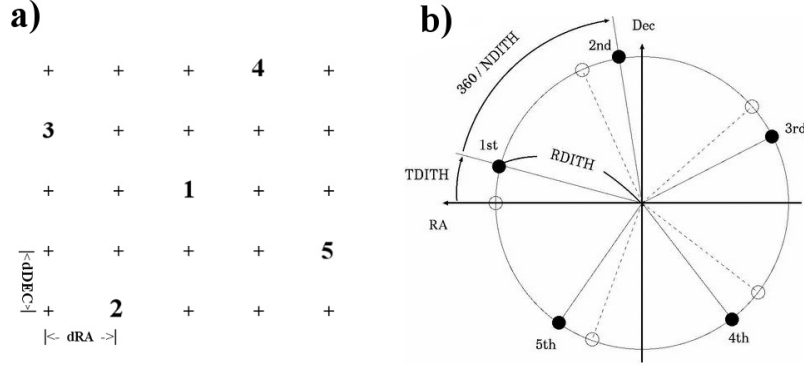 a)
+ + + 4 +
3 + + + +
+ + 1 + +
+ + + + 5
+ 2 + + +
|<dDEC>|
|<- dRA ->|
b)
Dec
2nd
360 / NDITH
3rd
1st
RDITH
TDITH
RA
5th
4th